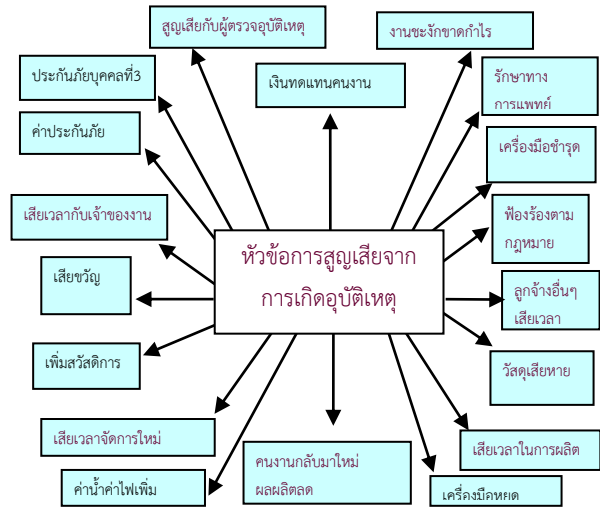 สูญเสียกับผู้ตรวจอุบัติเหตุ
งานชะงักขาดกำไร
ประกันภัยบุคคลที่3
เงินทดแทนคนงาน
รักษาทาง
การแพทย์
ค่าประกันภัย
เครื่องมือชำรุด
เสียเวลากับเจ้าของงาน
ฟ้องร้องตาม
กฎหมาย
หัวข้อการสูญเสียจาก
การเกิดอุบัติเหตุ
เสียขวัญ
ลูกจ้างอื่นๆ
เสียเวลา
เพิ่มสวัสดิการ
วัสดุเสียหาย
เสียเวลาจัดการใหม่
เสียเวลาในการผลิต
คนงานกลับมาใหม่
ผลผลิตลด
ค่าน้ำค่าไฟเพิ่ม
เครื่องมือหยุด